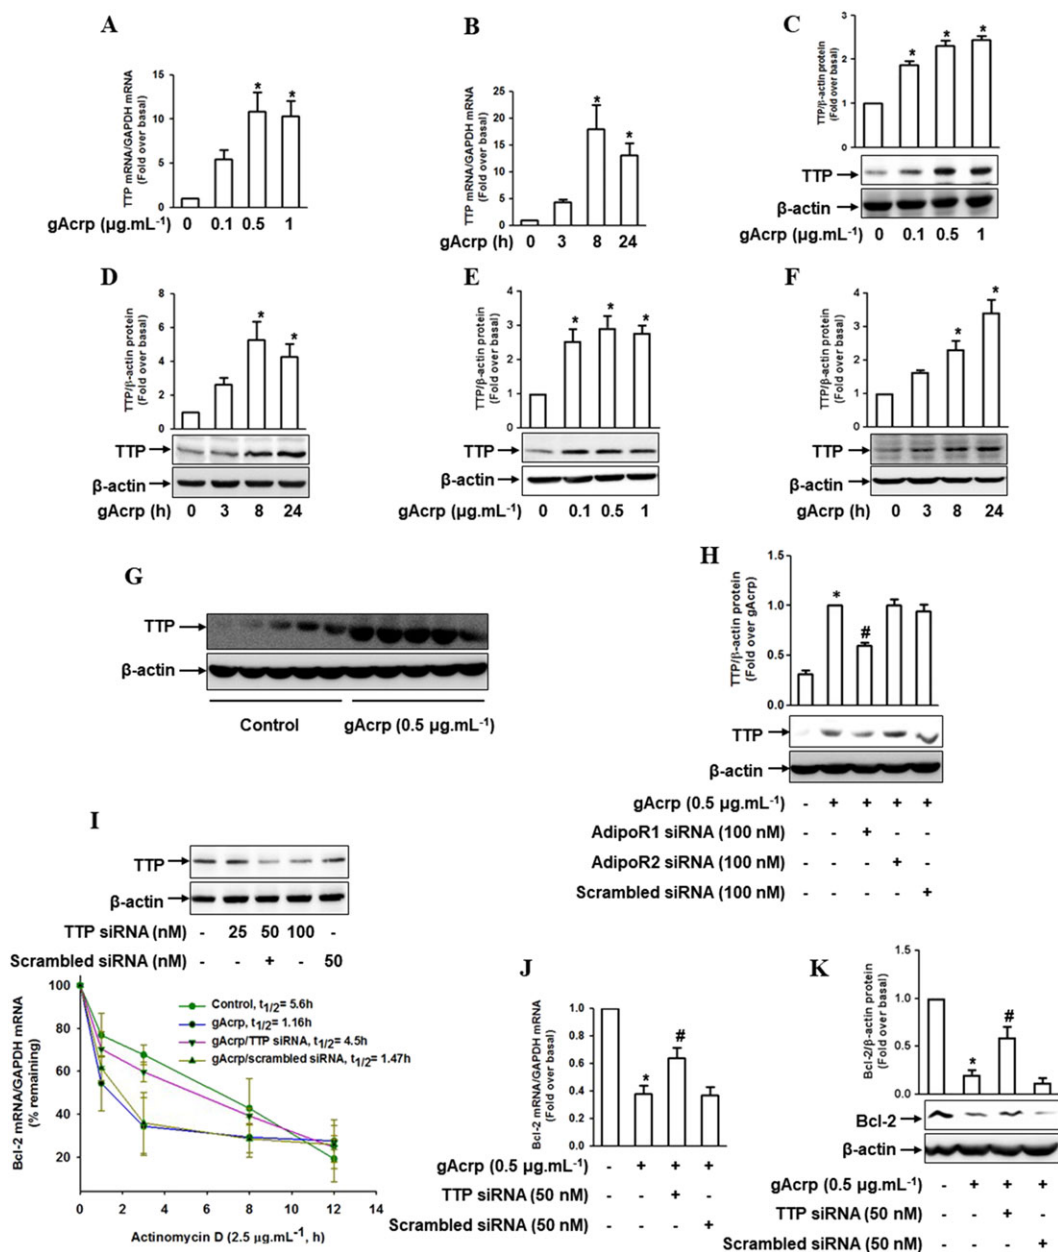 A
TTP mRNA/GAPDH mRNA
(Fold over basal)
15
10
5
0
* *
gAcrp (μg.mL-1) 0 0.1 0.5 1
B
TTP mRNA/GAPDH mRNA
(Fold over basal)
25
20
15
10
5
0
* *
gAcrp (h) 0 3 8 24
C
TTP/β-actin protein
(Fold over basal)
3
2
1
0
* * *
TTP
β-actin
gAcrp (μg.mL-1) 0 0.1 0.5 1
D
TTP/β-actin protein
(Fold over basal)
8
6
4
2
0
* *
TTP
β-actin
gAcrp (h) 0 3 8 24
E
TTP/β-actin protein
(Fold over basal)
4
3
2
1
0
* * *
TTP
β-actin
gAcrp (μg.mL-1) 0 0.1 0.5 1
F
TTP/β-actin protein
(Fold over basal)
4
3
2
1
0
* *
TTP
β-actin
gAcrp (h) 0 3 8 24
G
TTP
β-actin
Control gAcrp (0.5 μg.mL-1)
H
TTP/β-actin protein
(Fold over gAcrp)
1.5
1.0
0.5
0.0
* #
TTP
β-actin
gAcrp (0.5 μg.mL-1) - + + + +
AdipoR1 siRNA (100 nM) - - + - -
AdipoR2 siRNA (100 nM) - - - + -
Scrambled siRNA (100 nM) - - - - +
I
TTP
β-actin
TTP siRNA (nM) - 25 50 100 -
Scrambled siRNA (nM) - - + - 50
Bcl-2 mRNA/GAPDH mRNA
(% remaining)
100
80
60
40
20
Control, t1/2= 5.6h
gAcrp, t1/2= 1.16h
gAcrp/TTP siRNA, t1/2= 4.5h
gAcrp/scrambled siRNA, t1/2= 1.47h
0 2 4 6 8 10 12 14
Actinomycin D (2.5 μg.mL-1, h)
J
Bcl-2 mRNA/GAPDH mRNA
(Fold over basal)
1.0
0.8
0.6
0.4
0.2
0.0
* #
gAcrp (0.5 μg.mL-1) - + + +
TTP siRNA (50 nM) - - + -
Scrambled siRNA (50 nM) - - - +
K
Bcl-2/β-actin protein
(Fold over basal)
1.5
1.0
0.5
0.0
* #
Bcl-2
β-actin
gAcrp (0.5 μg.mL-1) - + + +
TTP siRNA (50 nM) - - + -
Scrambled siRNA (50 nM) - - - +